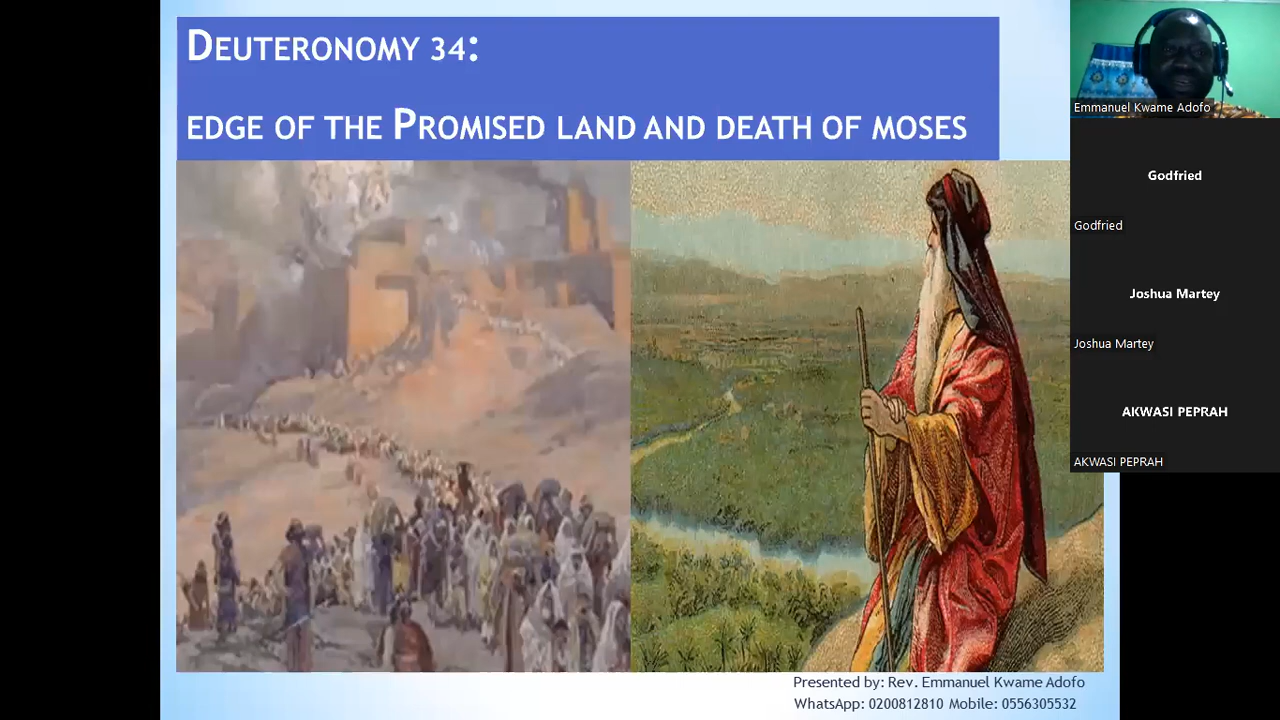 DEUTERONOMY 34:
EDGE OF THE PROMISED LAND AND DEATH OF MOSES
Emmanuel Kwame Adofo
Godfried
Godfried
Joshua Martey
Joshua Martey
AKWASI PEPRAH
AKWASI PEPRAH
Presented by: Rev. Emmanuel Kwame Adofo
WhatsApp: 0200812810 Mobile: 0556305532